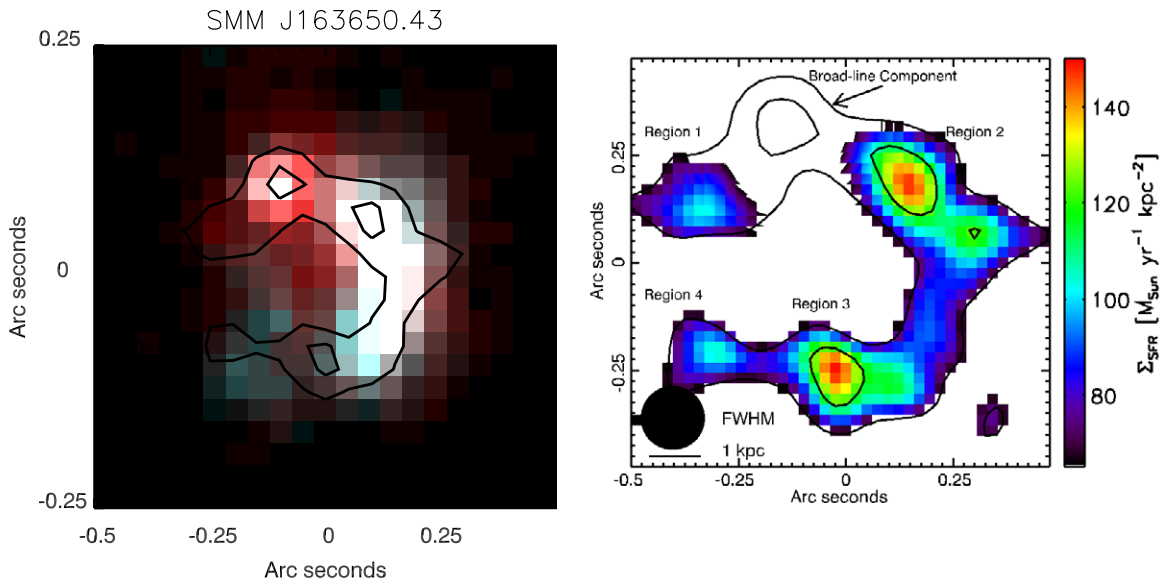 SMM J163650.43
0.25
0
-0.25
Arc seconds
-0.5 -0.25 0 0.25
Arc seconds
Broad-line Component
Region 1
Region 2
Region 4
Region 3
FWHM
1 kpc
0.25
0
-0.25
Arc seconds
-0.5 -0.25 0 0.25
Arc seconds
140
120
100
80
Σ_SFR [M_Sun yr⁻¹ kpc⁻²]